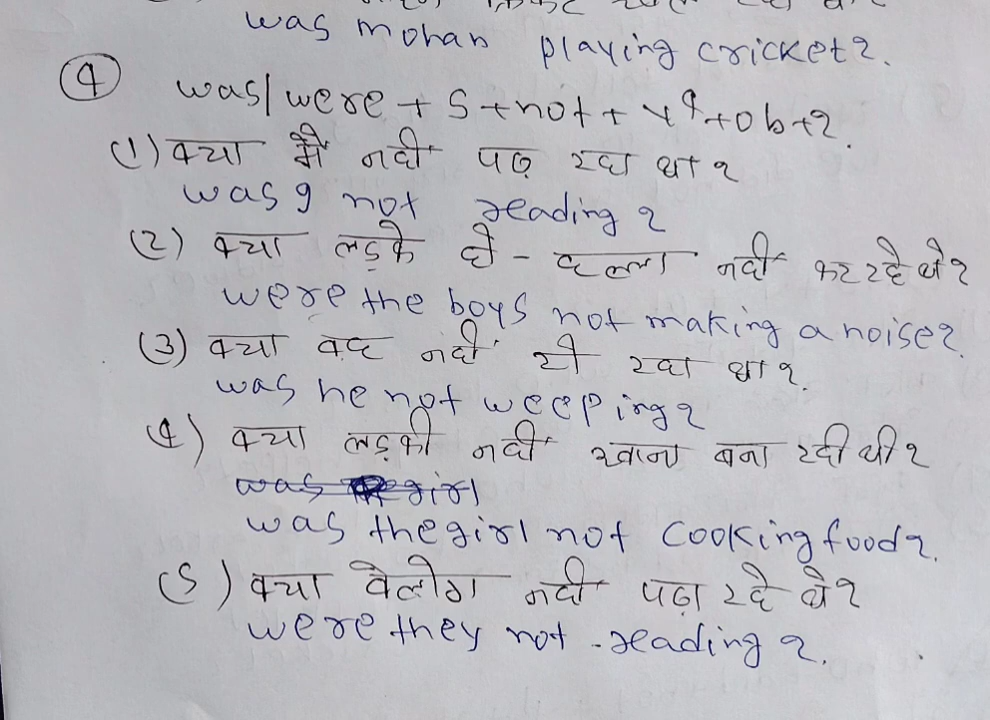 was mohan playing cricket?
④ was/were + S + not + v⁴ + ob + ?
(1) क्या मैं नहीं पढ़ रहा था ?
was I not reading ?
(2) क्या लड़के हो - हल्ला नहीं कर रहे थे ?
were the boys not making a noise?
(3) क्या वह नहीं रो रहा था ?
was he not weeping ?
(4) क्या लड़की नहीं खाना बना रही थी ?
was the girl
was the girl not cooking food ?
(5) क्या वेलोग नहीं पढ़ रहे थे ?
were they not reading ?